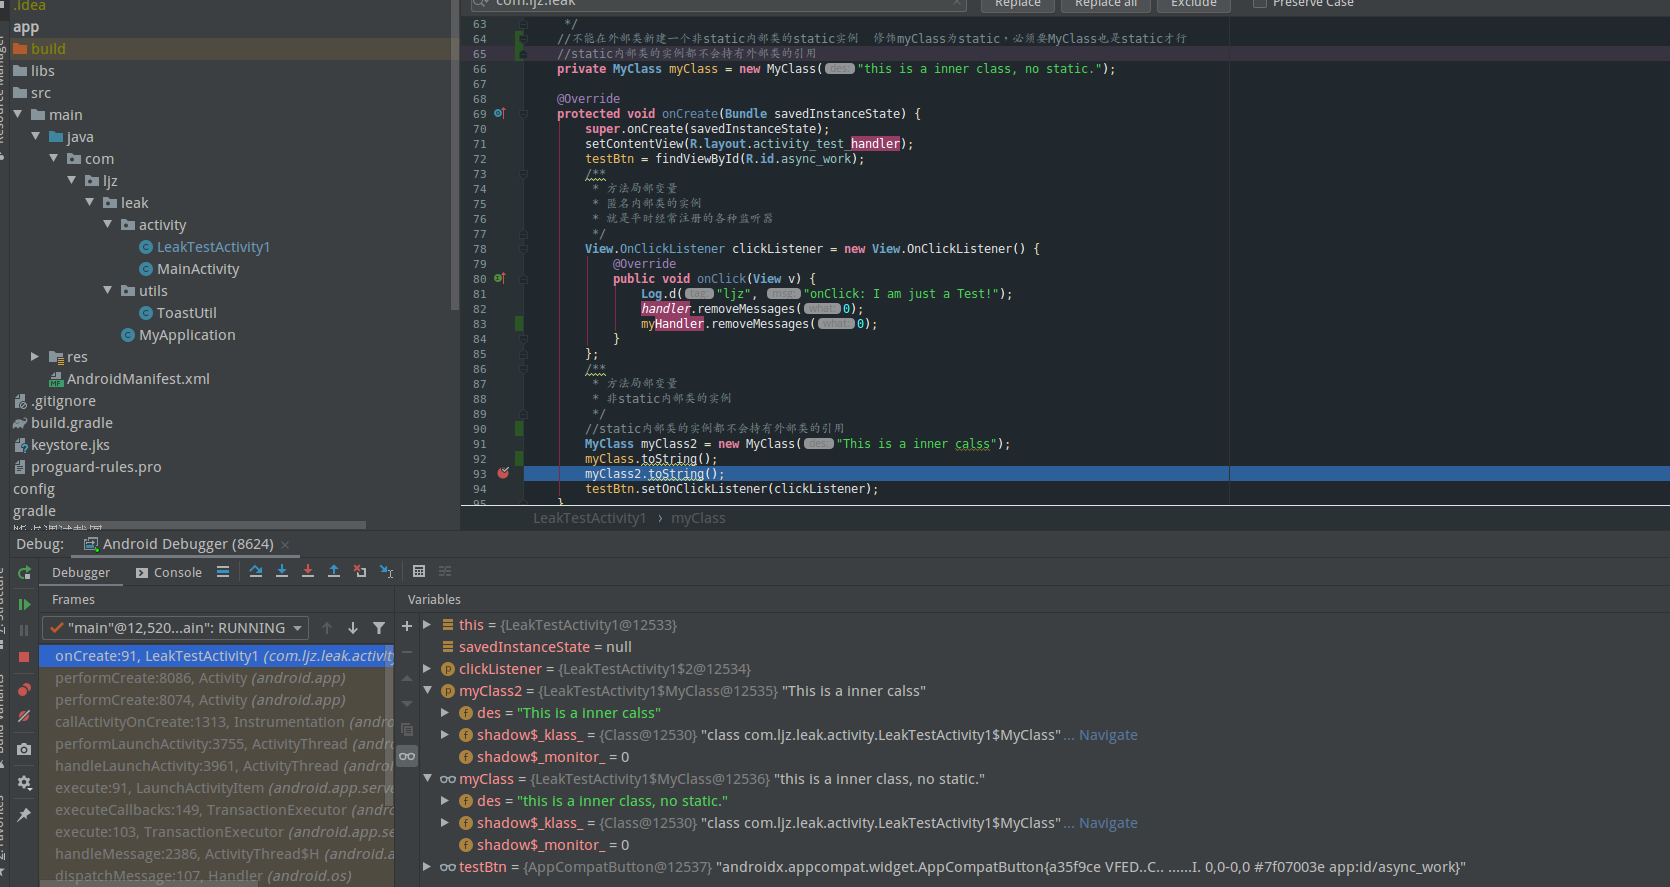 .idea
app
build
libs
src
main
java
com
ljz
leak
activity
LeakTestActivity1
MainActivity
utils
ToastUtil
MyApplication
res
AndroidManifest.xml
.gitignore
build.gradle
keystore.jks
proguard-rules.pro
config
gradle
com.ljz.leak
Replace Replace all Exclude Preserve Case
63 */
64 //不能在外部类新建一个非static内部类的static实例 修饰myClass为static，必须要MyClass也是static才行
65 //static内部类的实例都不会持有外部类的引用
66 private MyClass myClass = new MyClass( des: "this is a inner class, no static.");
67
68 @Override
69 protected void onCreate(Bundle savedInstanceState) {
70 super.onCreate(savedInstanceState);
71 setContentView(R.layout.activity_test_handler);
72 testBtn = findViewById(R.id.async_work);
73 /**
74 * 方法局部变量
75 * 匿名内部类的实例
76 * 就是平时经常注册的各种监听器
77 */
78 View.OnClickListener clickListener = new View.OnClickListener() {
79 @Override
80 public void onClick(View v) {
81 Log.d( tag: "ljz", msg: "onClick: I am just a Test!");
82 handler.removeMessages( what: 0);
83 myHandler.removeMessages( what: 0);
84 }
85 };
86 /**
87 * 方法局部变量
88 * 非static内部类的实例
89 */
90 //static内部类的实例都不会持有外部类的引用
91 MyClass myClass2 = new MyClass( des: "This is a inner calss");
92 myClass.toString();
93 myClass2.toString();
94 testBtn.setOnClickListener(clickListener);
95 }
LeakTestActivity1 › myClass
Debug: Android Debugger (8624)
Debugger Console
Frames
"main"@12,520...ain": RUNNING
onCreate:91, LeakTestActivity1 (com.ljz.leak.activity
performCreate:8086, Activity (android.app)
performCreate:8074, Activity (android.app)
callActivityOnCreate:1313, Instrumentation (andro
performLaunchActivity:3755, ActivityThread (andro
handleLaunchActivity:3961, ActivityThread (androi
execute:91, LaunchActivityItem (android.app.serve
executeCallbacks:149, TransactionExecutor (androi
execute:103, TransactionExecutor (android.app.se
handleMessage:2386, ActivityThread$H (android.a
dispatchMessage:107, Handler (android.os)
Variables
this = {LeakTestActivity1@12533}
savedInstanceState = null
clickListener = {LeakTestActivity1$2@12534}
myClass2 = {LeakTestActivity1$MyClass@12535} "This is a inner calss"
des = "This is a inner calss"
shadow$_klass_ = {Class@12530} "class com.ljz.leak.activity.LeakTestActivity1$MyClass"... Navigate
shadow$_monitor_ = 0
myClass = {LeakTestActivity1$MyClass@12536} "this is a inner class, no static."
des = "this is a inner class, no static."
shadow$_klass_ = {Class@12530} "class com.ljz.leak.activity.LeakTestActivity1$MyClass"... Navigate
shadow$_monitor_ = 0
testBtn = {AppCompatButton@12537} "androidx.appcompat.widget.AppCompatButton{a35f9ce VFED..C.. ......I. 0,0-0,0 #7f07003e app:id/async_work}"